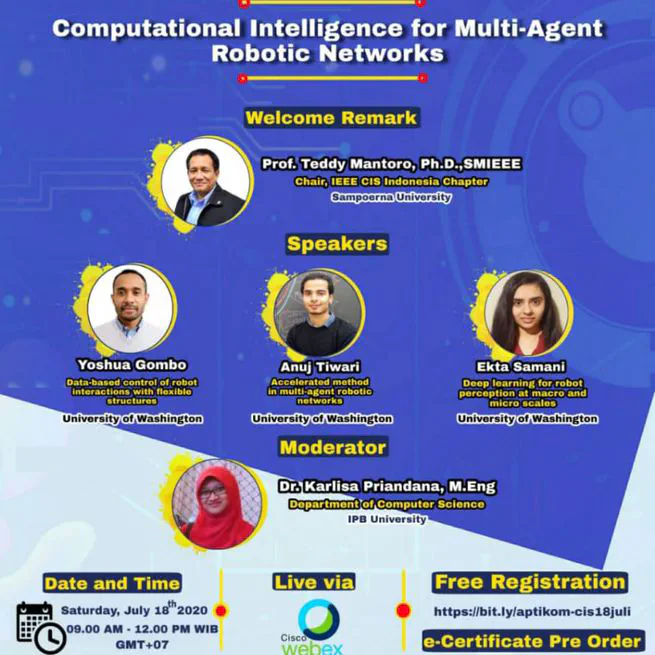 Computational Intelligence for Multi-Agent
Robotic Networks
Welcome Remark
Prof. Teddy Mantoro, Ph.D.,SMIEEE
Chair, IEEE CIS Indonesia Chapter
Sampoerna University
Speakers
Yoshua Gombo
Data-based control of robot
interactions with flexible
structures
University of Washington
Anuj Tiwari
Accelerated method
in multi-agent robotic
networks
University of Washington
Ekta Samani
Deep learning for robot
perception at macro and
micro scales
University of Washington
Moderator
Dr. Karlisa Priandana, M.Eng
Department of Computer Science
IPB University
Date and Time
Saturday, July 18th 2020
09.00 AM - 12.00 PM WIB
GMT+07
Live via
Cisco
webex
Free Registration
https://bit.ly/aptikom-cis18juli
e-Certificate Pre Order